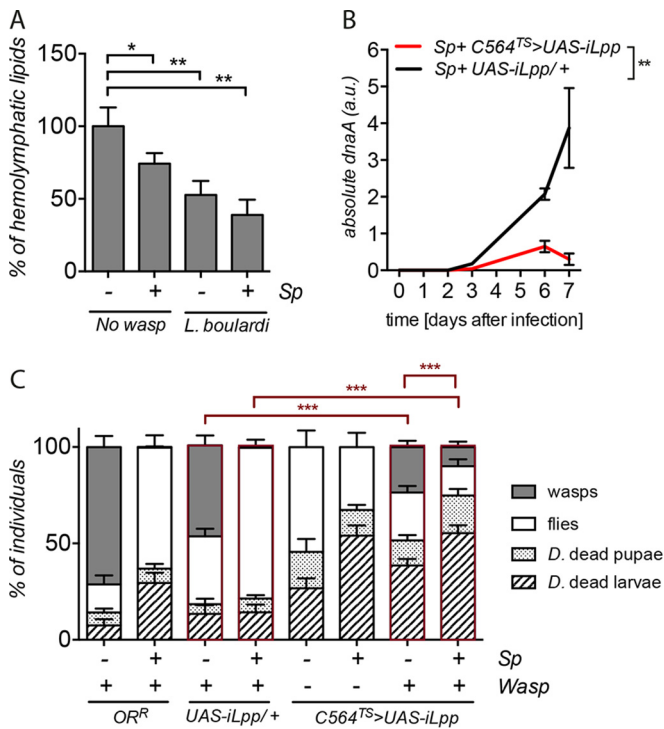 A
% of hemolymphatic lipids
150
100
50
0
*
**
**
- + - + Sp
No wasp L. boulardi
B
absolute dnaA (a.u.)
6
5
4
3
2
1
0
Sp+ C564TS>UAS-iLpp
Sp+ UAS-iLpp/+
**
0 1 2 3 4 5 6 7
time [days after infection]
C
% of individuals
100
50
0
***
***
***
wasps
flies
D. dead pupae
D. dead larvae
- + - + - + - + Sp
+ + + + - - + + Wasp
ORR UAS-iLpp/+ C564TS>UAS-iLpp